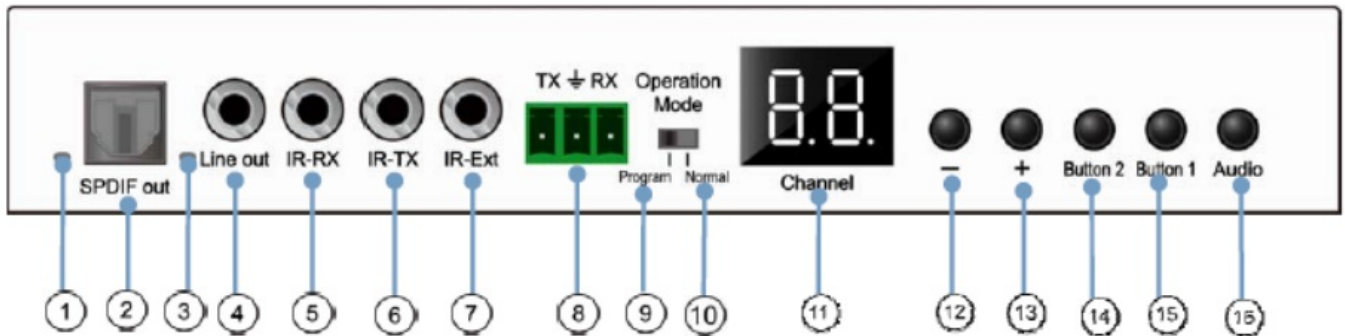 TX ⏚ RX
Operation
Mode
8.8.
Line out
IR-RX
IR-TX
IR-Ext
SPDIF out
Program
Normal
Channel
−
+
Button 2
Button 1
Audio
1
2
3
4
5
6
7
8
9
10
11
12
13
14
15
16